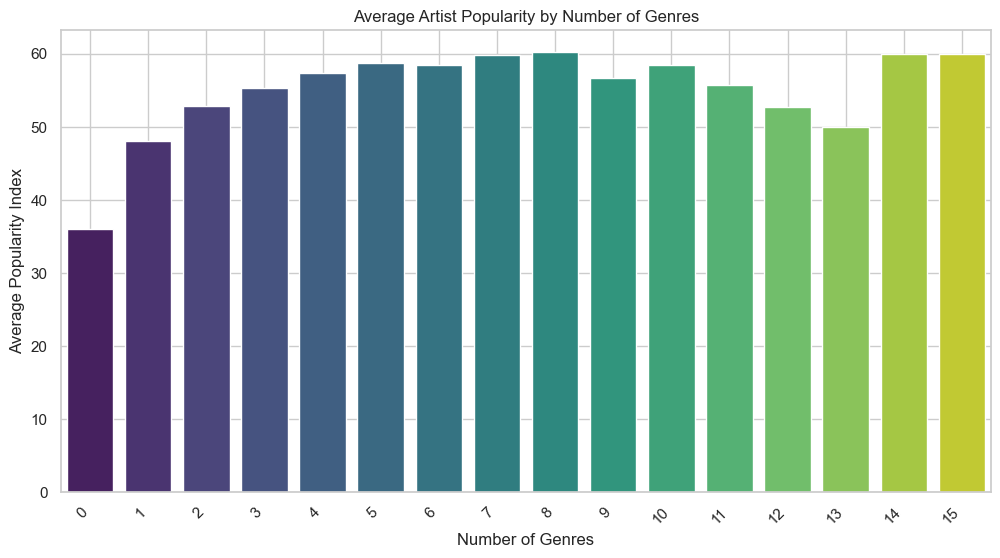 Average Artist Popularity by Number of Genres
Average Popularity Index
60
50
40
30
20
10
0
0 1 2 3 4 5 6 7 8 9 10 11 12 13 14 15
Number of Genres